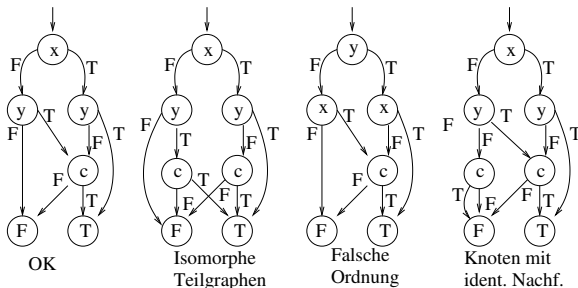 x x y x
F T F T F T F T
y y y y x x y y
F T F T F T F T F T F T F T F T
c c c c c c
F T T F F T F T T F F T
F T F T F T F T
OK
Isomorphe
Teilgraphen
Falsche
Ordnung
Knoten mit
ident. Nachf.